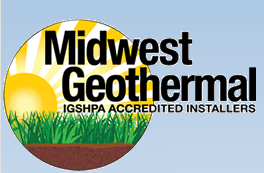 Midwest
Geothermal
IGSHPA ACCREDITED INSTALLERS